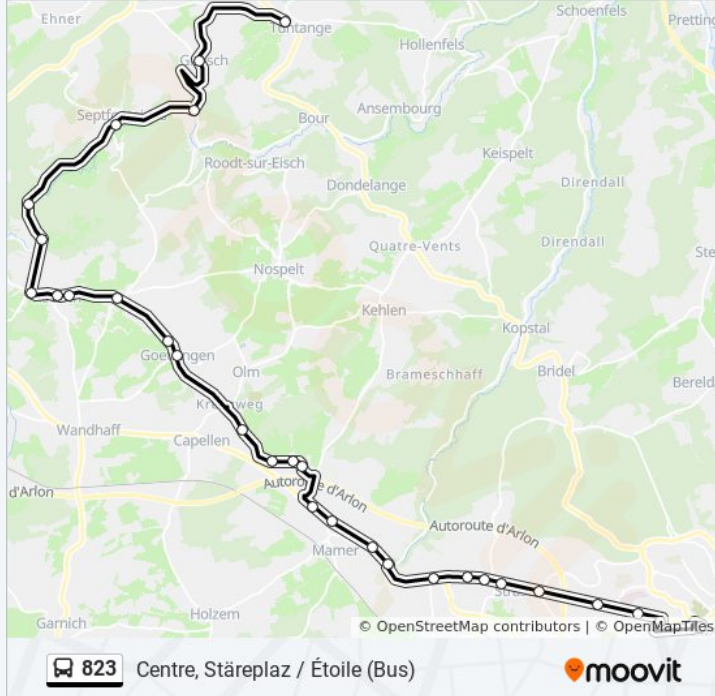 Ehner
Schoenfels
Tuntange
Pretting
Hollenfels
Ansembourg
Bour
Keispelt
Roodt-sur-Eisch
Direndall
Dondelange
Quatre-Vents
Direndall
Nospelt
Kehlen
Kopstal
Bridel
Olm
Brameschhaff
Wandhaff
Capellen
d'Arlon
Autoroute d'Arlon
Autoroute d'Arlon
Mamer
Holzem
Garnich
© OpenStreetMap contributors | © OpenMapTiles
823 Centre, Stäreplaz / Étoile (Bus)
moovit